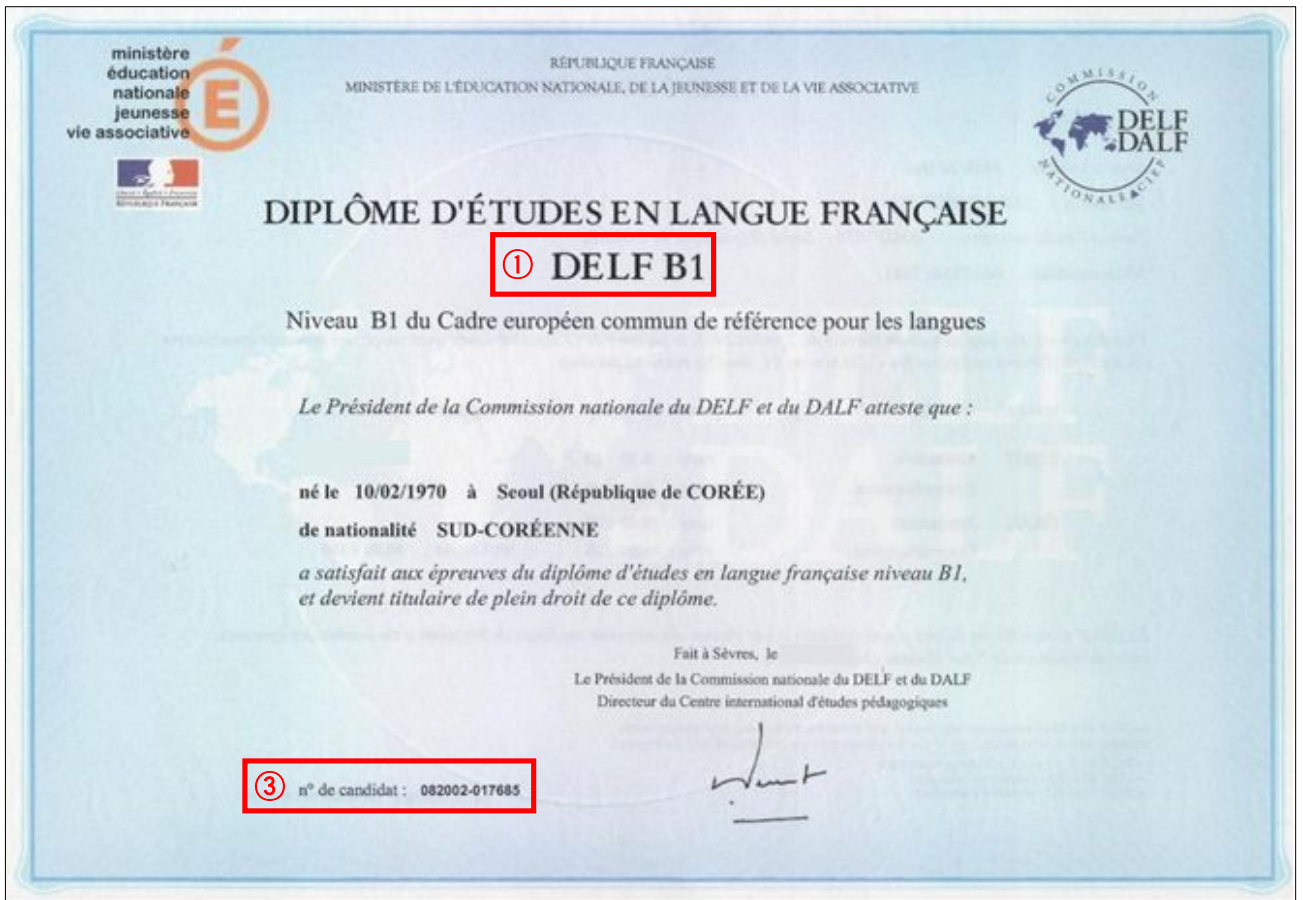 ministère
éducation
nationale
jeunesse
vie associative
É
RÉPUBLIQUE FRANÇAISE
RÉPUBLIQUE FRANÇAISE
MINISTÈRE DE L'ÉDUCATION NATIONALE, DE LA JEUNESSE ET DE LA VIE ASSOCIATIVE
COMMISSION
DELF
DALF
NATIONALE
CIEP
DIPLÔME D'ÉTUDES EN LANGUE FRANÇAISE
① DELF B1
Niveau B1 du Cadre européen commun de référence pour les langues
Le Président de la Commission nationale du DELF et du DALF atteste que :
né le 10/02/1970 à Seoul (République de CORÉE)
de nationalité SUD-CORÉENNE
a satisfait aux épreuves du diplôme d'études en langue française niveau B1,
et devient titulaire de plein droit de ce diplôme.
Fait à Sèvres, le
Le Président de la Commission nationale du DELF et du DALF
Directeur du Centre international d'études pédagogiques
③ n° de candidat : 082002-017685
DELF
DALF